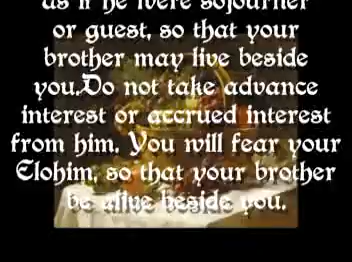 as if he were sojourner
or guest, so that your
brother may live beside
you.Do not take advance
interest or accrued interest
from him. You will fear your
Elohim, so that your brother
be alive beside you.